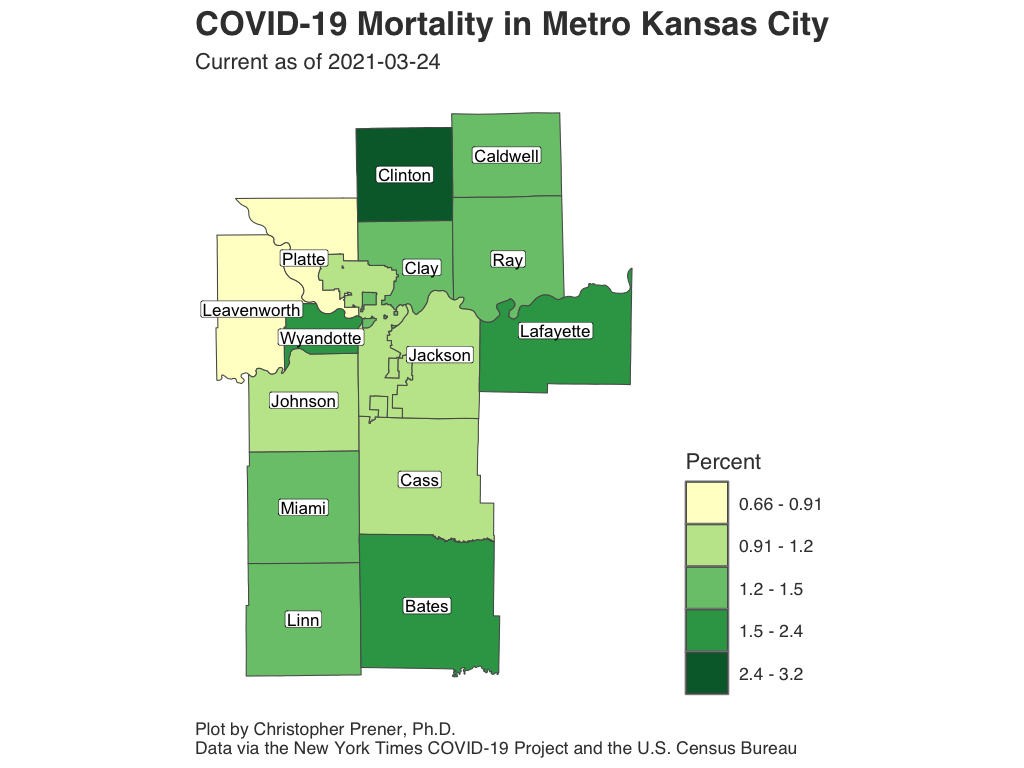 COVID-19 Mortality in Metro Kansas City
Current as of 2021-03-24
Caldwell
Clinton
Platte
Clay
Ray
Leavenworth
Wyandotte
Lafayette
Jackson
Johnson
Cass
Miami
Bates
Linn
Percent
0.66 - 0.91
0.91 - 1.2
1.2 - 1.5
1.5 - 2.4
2.4 - 3.2
Plot by Christopher Prener, Ph.D.
Data via the New York Times COVID-19 Project and the U.S. Census Bureau